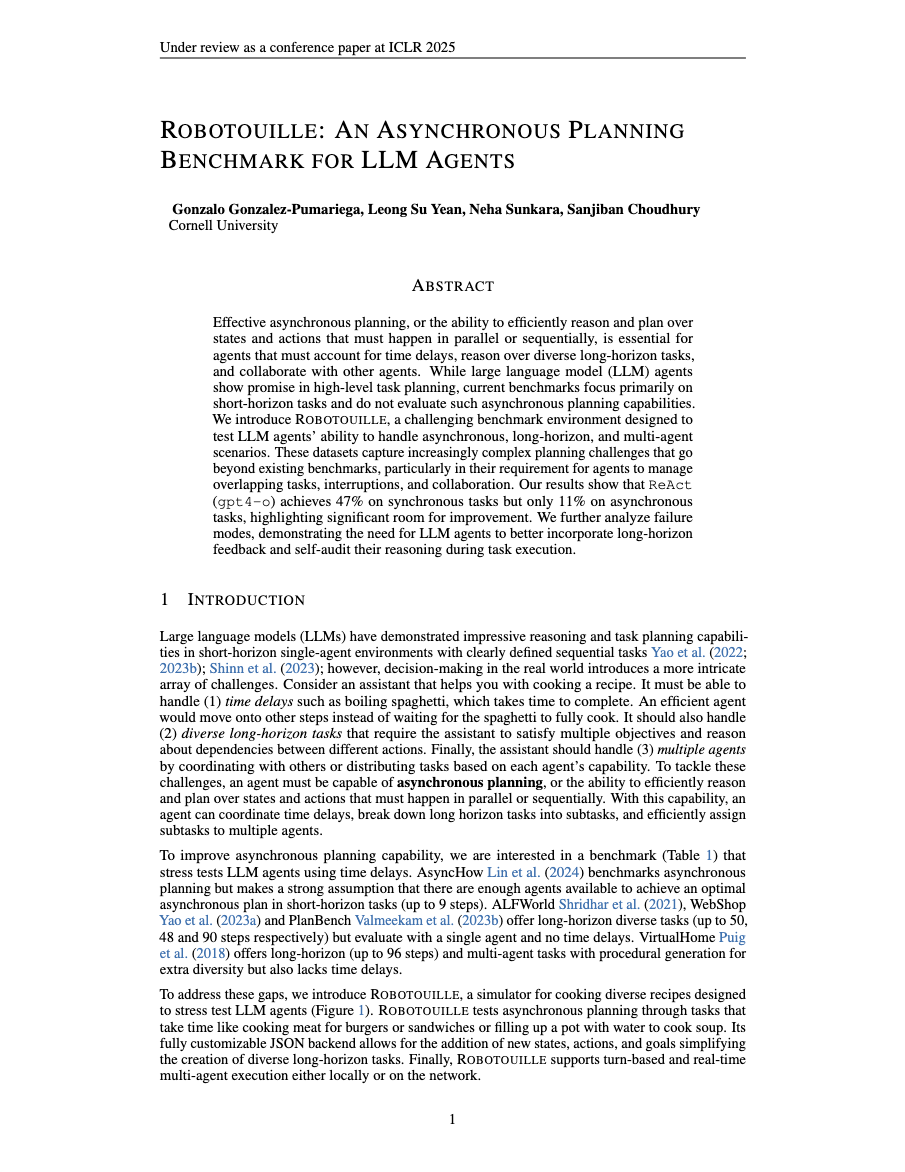 Under review as a conference paper at ICLR 2025
ROBOTOUILLE: AN ASYNCHRONOUS PLANNING
BENCHMARK FOR LLM AGENTS
Gonzalo Gonzalez-Pumariega, Leong Su Yean, Neha Sunkara, Sanjiban Choudhury
Cornell University
ABSTRACT
Effective asynchronous planning, or the ability to efficiently reason and plan over
states and actions that must happen in parallel or sequentially, is essential for
agents that must account for time delays, reason over diverse long-horizon tasks,
and collaborate with other agents. While large language model (LLM) agents
show promise in high-level task planning, current benchmarks focus primarily on
short-horizon tasks and do not evaluate such asynchronous planning capabilities.
We introduce ROBOTOUILLE, a challenging benchmark environment designed to
test LLM agents' ability to handle asynchronous, long-horizon, and multi-agent
scenarios. These datasets capture increasingly complex planning challenges that go
beyond existing benchmarks, particularly in their requirement for agents to manage
overlapping tasks, interruptions, and collaboration. Our results show that ReAct
(gpt4-o) achieves 47% on synchronous tasks but only 11% on asynchronous
tasks, highlighting significant room for improvement. We further analyze failure
modes, demonstrating the need for LLM agents to better incorporate long-horizon
feedback and self-audit their reasoning during task execution.
1 INTRODUCTION
Large language models (LLMs) have demonstrated impressive reasoning and task planning capabili-
ties in short-horizon single-agent environments with clearly defined sequential tasks Yao et al. (2022;
2023b); Shinn et al. (2023); however, decision-making in the real world introduces a more intricate
array of challenges. Consider an assistant that helps you with cooking a recipe. It must be able to
handle (1) time delays such as boiling spaghetti, which takes time to complete. An efficient agent
would move onto other steps instead of waiting for the spaghetti to fully cook. It should also handle
(2) diverse long-horizon tasks that require the assistant to satisfy multiple objectives and reason
about dependencies between different actions. Finally, the assistant should handle (3) multiple agents
by coordinating with others or distributing tasks based on each agent's capability. To tackle these
challenges, an agent must be capable of asynchronous planning, or the ability to efficiently reason
and plan over states and actions that must happen in parallel or sequentially. With this capability, an
agent can coordinate time delays, break down long horizon tasks into subtasks, and efficiently assign
subtasks to multiple agents.
To improve asynchronous planning capability, we are interested in a benchmark (Table 1) that
stress tests LLM agents using time delays. AsyncHow Lin et al. (2024) benchmarks asynchronous
planning but makes a strong assumption that there are enough agents available to achieve an optimal
asynchronous plan in short-horizon tasks (up to 9 steps). ALFWorld Shridhar et al. (2021), WebShop
Yao et al. (2023a) and PlanBench Valmeekam et al. (2023b) offer long-horizon diverse tasks (up to 50,
48 and 90 steps respectively) but evaluate with a single agent and no time delays. VirtualHome Puig
et al. (2018) offers long-horizon (up to 96 steps) and multi-agent tasks with procedural generation for
extra diversity but also lacks time delays.
To address these gaps, we introduce ROBOTOUILLE, a simulator for cooking diverse recipes designed
to stress test LLM agents (Figure 1). ROBOTOUILLE tests asynchronous planning through tasks that
take time like cooking meat for burgers or sandwiches or filling up a pot with water to cook soup. Its
fully customizable JSON backend allows for the addition of new states, actions, and goals simplifying
the creation of diverse long-horizon tasks. Finally, ROBOTOUILLE supports turn-based and real-time
multi-agent execution either locally or on the network.
1